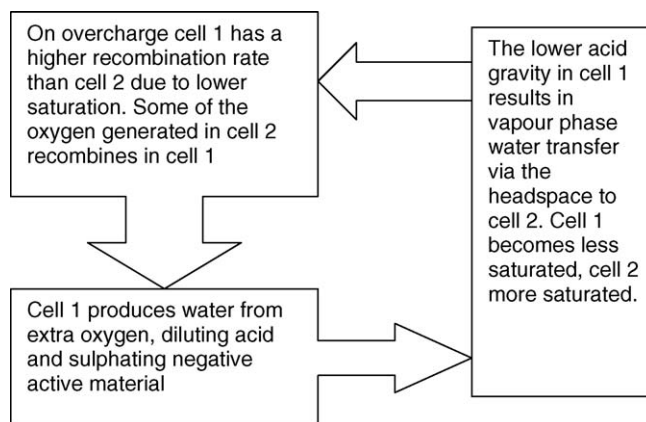 On overcharge cell 1 has a
higher recombination rate
than cell 2 due to lower
saturation. Some of the
oxygen generated in cell 2
recombines in cell 1
The lower acid
gravity in cell 1
results in
vapour phase
water transfer
via the
headspace to
cell 2. Cell 1
becomes less
saturated, cell 2
more saturated.
Cell 1 produces water from
extra oxygen, diluting acid
and sulphating negative
active material